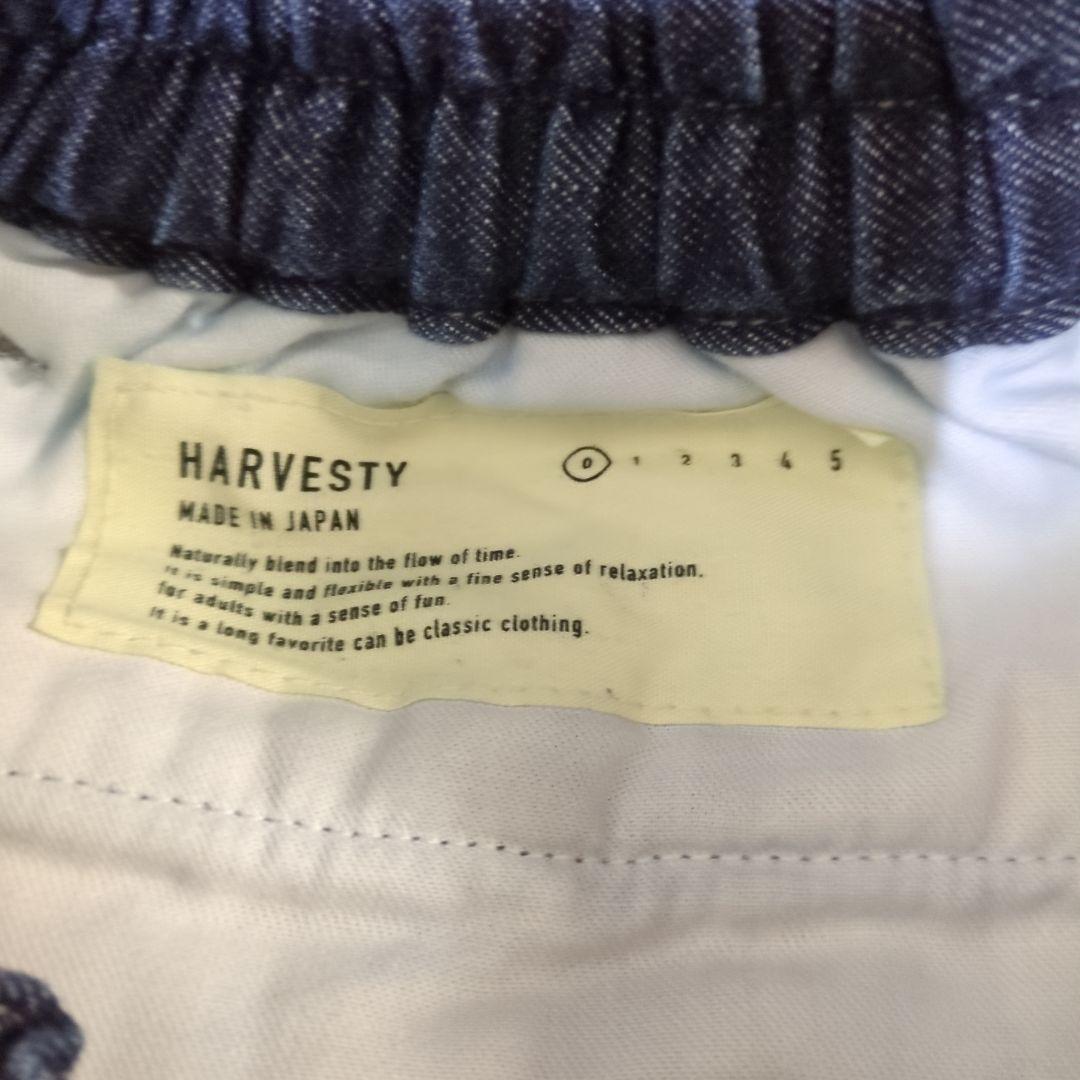 HARVESTY
0 1 2 3 4 5
MADE IN JAPAN
Naturally blend into the flow of time.
It is simple and flexible with a fine sense of relaxation.
for adults with a sense of fun.
It is a long favorite can be classic clothing.